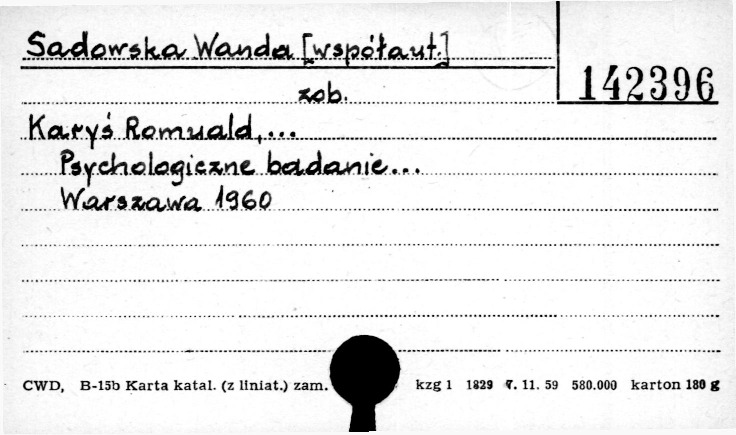 Sadowska Wanda [współaut.]
142396
zob.
Karyś Romuald,...
Psychologiczne badanie...
Warszawa 1960
CWD, B-15b Karta katal. (z liniat.) zam. kzg 1 1829 7. 11. 59 580.000 karton 180 g